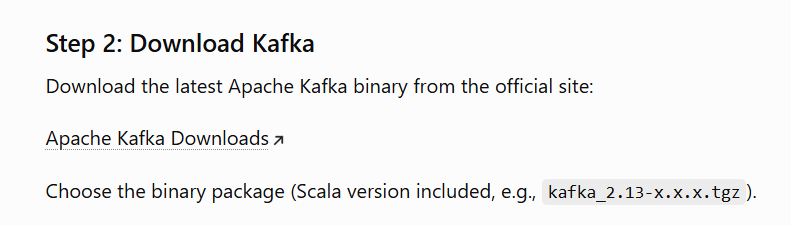 Step 2: Download Kafka
Download the latest Apache Kafka binary from the official site:
Apache Kafka Downloads ↗
Choose the binary package (Scala version included, e.g., kafka_2.13-x.x.x.tgz).